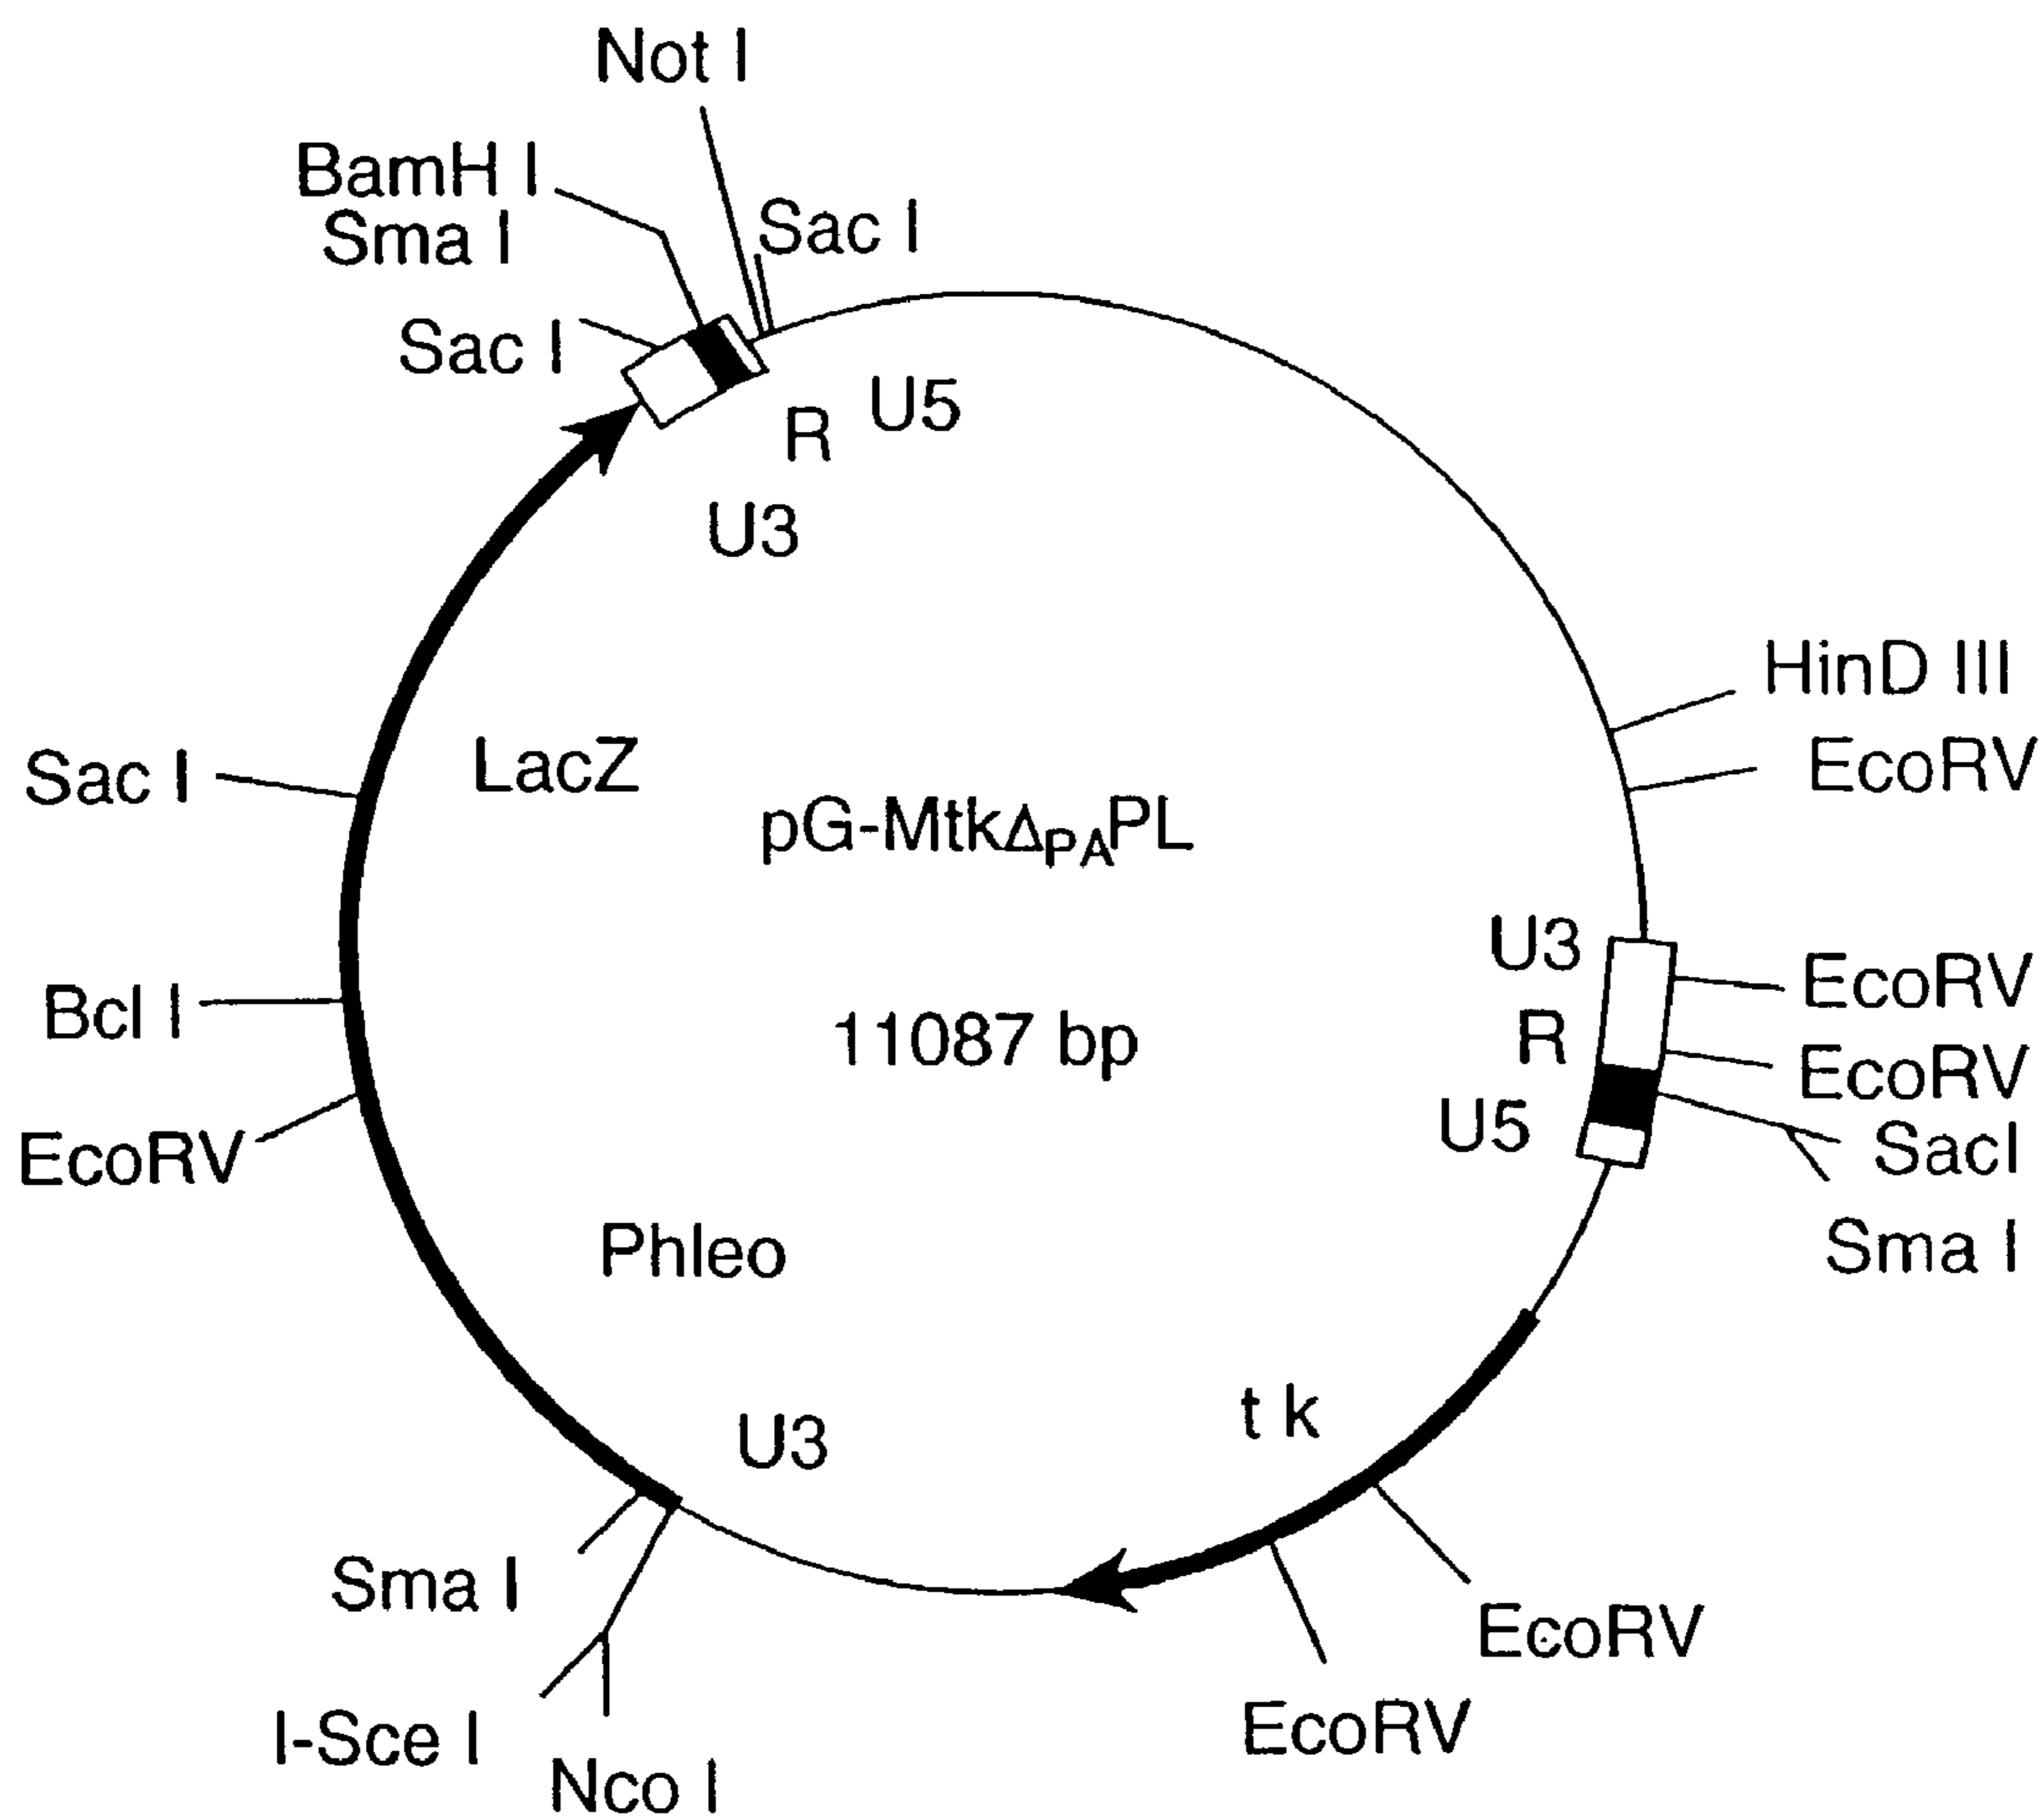 Not I
BamH I
Sma I
Sac I
Sac I
U5
R
U3
HinD III
EcoRV
Sac I
LacZ
pG-MtkΔPAPL
U3
EcoRV
Bcl I
11087 bp
R
EcoRV
U5
SacI
EcoRV
Sma I
Phleo
t k
U3
Sma I
EcoRV
I-Sce I
EcoRV
Nco I